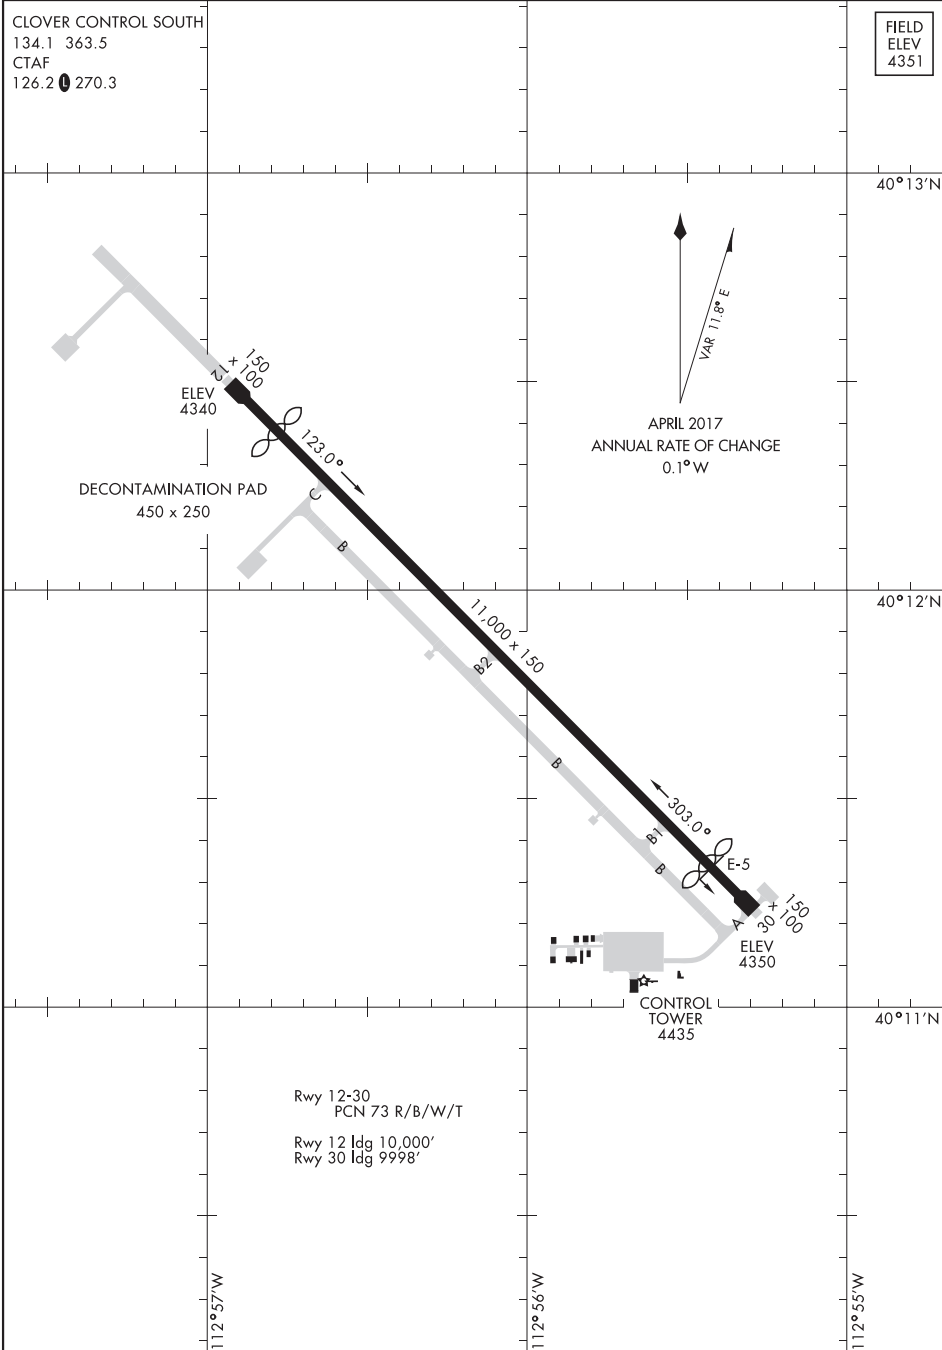 CLOVER CONTROL SOUTH
134.1 363.5
CTAF
126.2 L 270.3
FIELD
ELEV
4351
40°13'N
VAR 11.8° E
150
x 100
12
ELEV
4340
APRIL 2017
ANNUAL RATE OF CHANGE
0.1° W
123.0°
DECONTAMINATION PAD
450 x 250
C
B
40°12'N
11,000 x 150
B2
B
303.0°
B1
B
E-5
A
30
150
x 100
ELEV
4350
CONTROL
TOWER
4435
40°11'N
Rwy 12-30
PCN 73 R/B/W/T
Rwy 12 ldg 10,000'
Rwy 30 ldg 9998'
112°57'W
112°56'W
112°55'W